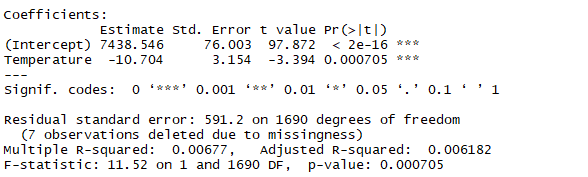 Coefficients:
            Estimate Std. Error t value Pr(>|t|)
(Intercept) 7438.546     76.003  97.872  < 2e-16 ***
Temperature  -10.704      3.154  -3.394 0.000705 ***
---
Signif. codes:  0 ‘***’ 0.001 ‘**’ 0.01 ‘*’ 0.05 ‘.’ 0.1 ‘ ’ 1
Residual standard error: 591.2 on 1690 degrees of freedom
  (7 observations deleted due to missingness)
Multiple R-squared:  0.00677,	Adjusted R-squared:  0.006182
F-statistic: 11.52 on 1 and 1690 DF,  p-value: 0.000705